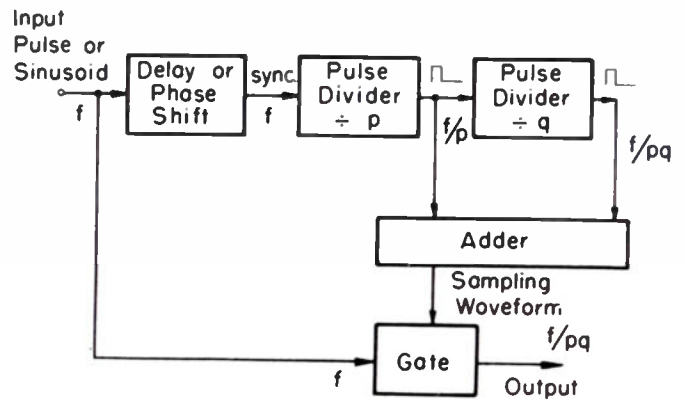 Input
Pulse or
Sinusoid
f
Delay or
Phase
Shift
sync.
f
Pulse
Divider
÷ p
f/p
Pulse
Divider
÷ q
f/pq
Adder
Sampling
Woveform
f/pq
f
Gate
Output